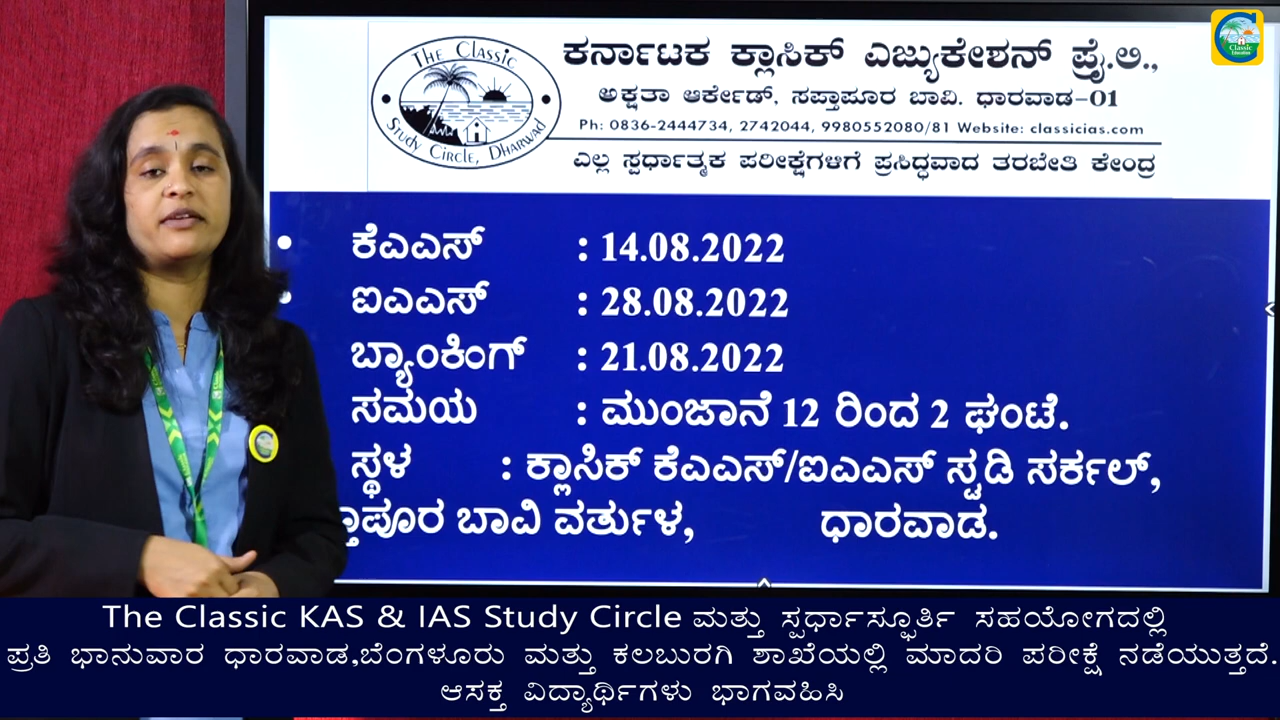 The Classic
Study Circle, Dharwad
ಕರ್ನಾಟಕ ಕ್ಲಾಸಿಕ್ ಎಜ್ಯುಕೇಶನ್ ಪ್ರೈ.ಲಿ.,
ಅಕ್ಷತಾ ಆರ್ಕೇಡ್, ಸಪ್ತಾಪೂರ ಬಾವಿ. ಧಾರವಾಡ-01
Ph: 0836-2444734, 2742044, 9980552080/81 Website: classicias.com
ಎಲ್ಲ ಸ್ಪರ್ಧಾತ್ಮಕ ಪರೀಕ್ಷೆಗಳಿಗೆ ಪ್ರಸಿದ್ಧವಾದ ತರಬೇತಿ ಕೇಂದ್ರ
Classic
Education
• ಕೆಎಎಸ್ : 14.08.2022
ಐಎಎಸ್ : 28.08.2022
ಬ್ಯಾಂಕಿಂಗ್ : 21.08.2022
ಸಮಯ : ಮುಂಜಾನೆ 12 ರಿಂದ 2 ಘಂಟೆ.
ಸ್ಥಳ : ಕ್ಲಾಸಿಕ್ ಕೆಎಎಸ್/ಐಎಎಸ್ ಸ್ಟಡಿ ಸರ್ಕಲ್,
ಬಾವಿ ವರ್ತುಳ, ಧಾರವಾಡ.
The Classic KAS & IAS Study Circle ಮತ್ತು ಸ್ಪರ್ಧಾಸ್ಫೂರ್ತಿ ಸಹಯೋಗದಲ್ಲಿ
ಪ್ರತಿ ಭಾನುವಾರ ಧಾರವಾಡ,ಬೆಂಗಳೂರು ಮತ್ತು ಕಲಬುರಗಿ ಶಾಖೆಯಲ್ಲಿ ಮಾದರಿ ಪರೀಕ್ಷೆ ನಡೆಯುತ್ತದೆ.
ಆಸಕ್ತ ವಿದ್ಯಾರ್ಥಿಗಳು ಭಾಗವಹಿಸಿ